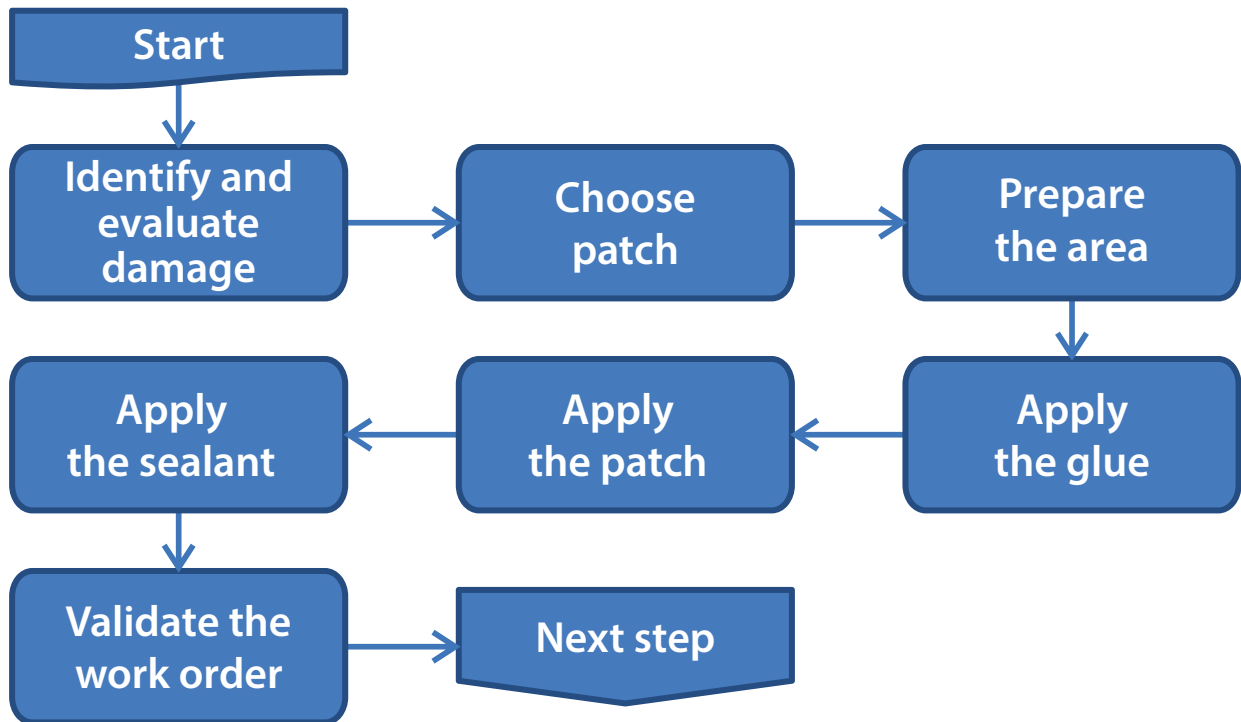 Start
Identify and
evaluate
damage
Choose
patch
Prepare
the area
Apply
the glue
Apply
the patch
Apply
the sealant
Validate the
work order
Next step